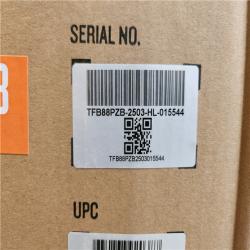 SERIAL NO.
TFB88PZB-2503-HL-015544
TFB88PZB2503015544
UPC